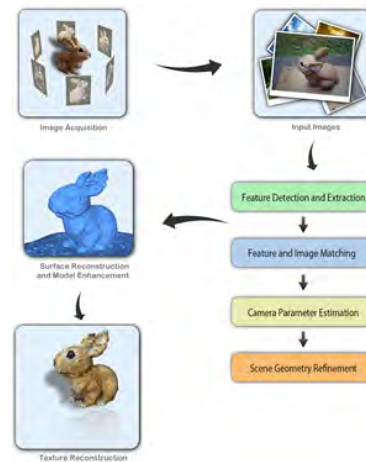 Image Acquisition
Input Images
Feature Detection and Extraction
Feature and Image Matching
Camera Parameter Estimation
Scene Geometry Refinement
Surface Reconstruction
and Model Enhancement
Texture Reconstruction